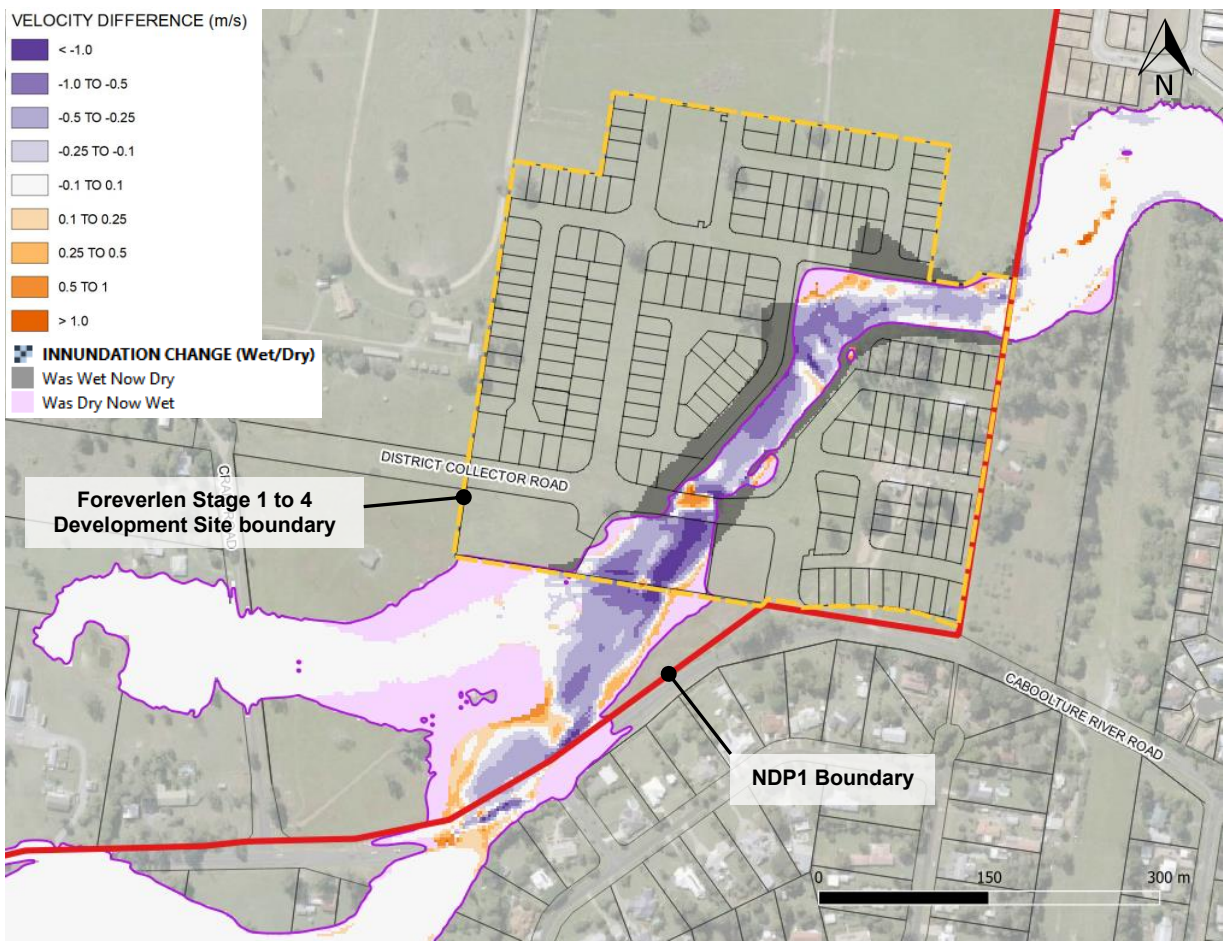 VELOCITY DIFFERENCE (m/s)
< -1.0
-1.0 TO -0.5
-0.5 TO -0.25
-0.25 TO -0.1
-0.1 TO 0.1
0.1 TO 0.25
0.25 TO 0.5
0.5 TO 1
> 1.0
INNUNDATION CHANGE (Wet/Dry)
Was Wet Now Dry
Was Dry Now Wet
N
DISTRICT COLLECTOR ROAD
Foreverlen Stage 1 to 4
Development Site boundary
CABOOLTURE RIVER ROAD
NDP1 Boundary
0 150 300 m